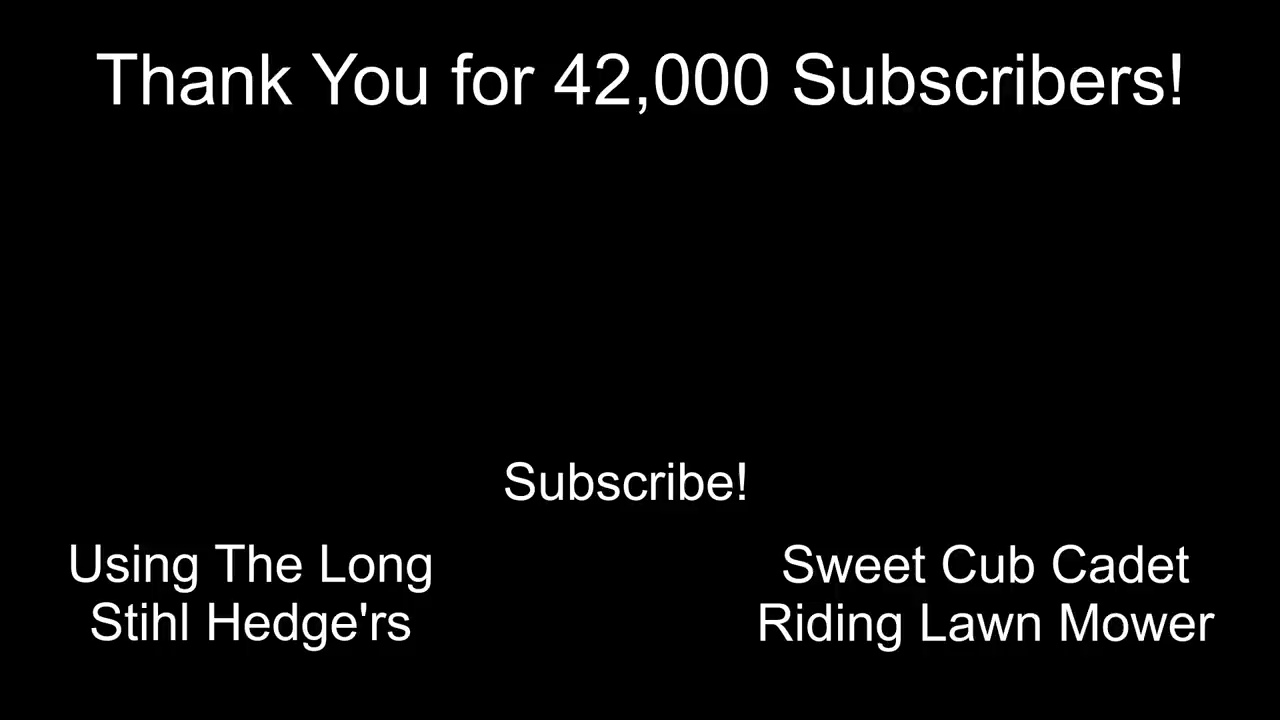 Thank You for 42,000 Subscribers!
Subscribe!
Using The Long
Stihl Hedge'rs
Sweet Cub Cadet
Riding Lawn Mower